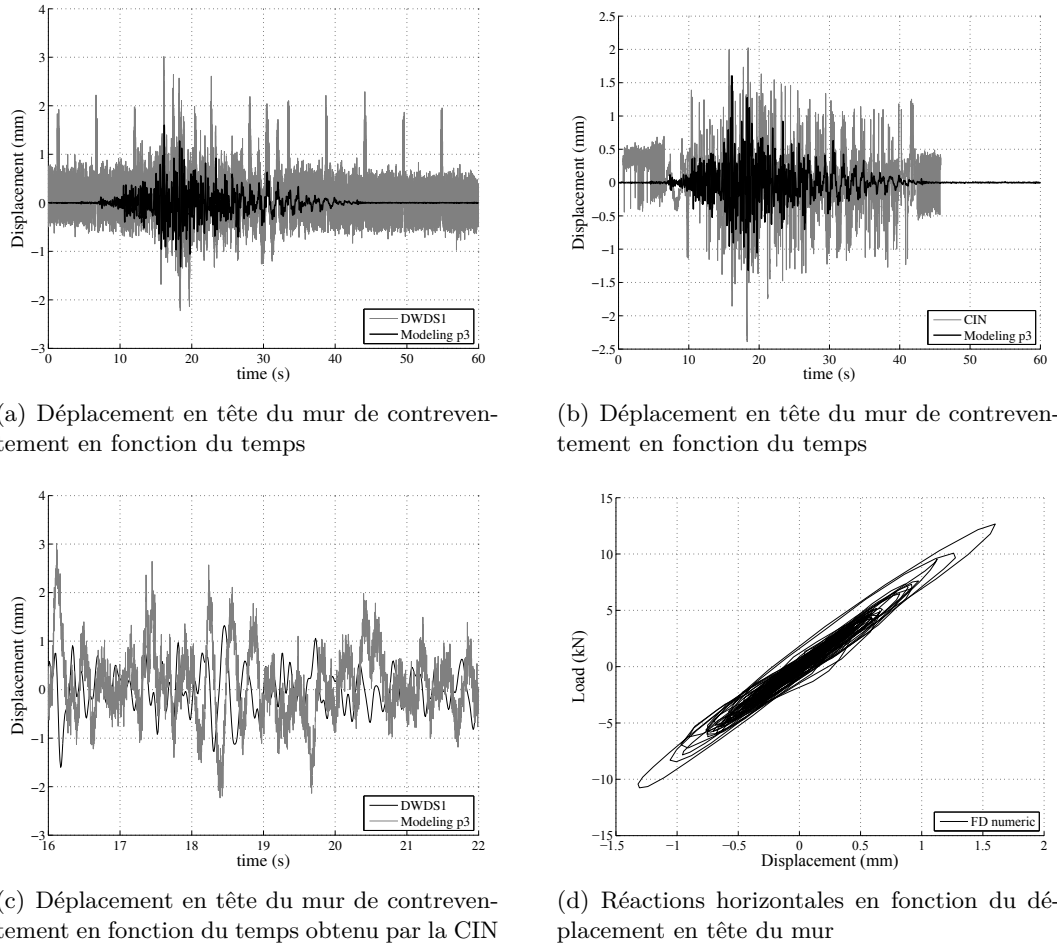 4
3
2
1
0
−1
−2
−3
0 10 20 30 40 50 60
Displacement (mm)
time (s)
DWDS1
Modeling p3
2.5
2
1.5
1
0.5
0
−0.5
−1
−1.5
−2
−2.5
0 10 20 30 40 50 60
Displacement (mm)
time (s)
CIN
Modeling p3
(a) Déplacement en tête du mur de contreven-
tement en fonction du temps
(b) Déplacement en tête du mur de contreven-
tement en fonction du temps
4
3
2
1
0
−1
−2
−3
16 17 18 19 20 21 22
Displacement (mm)
time (s)
DWDS1
Modeling p3
15
10
5
0
−5
−10
−15
−1.5 −1 −0.5 0 0.5 1 1.5 2
Load (kN)
Displacement (mm)
FD numeric
(c) Déplacement en tête du mur de contreven-
tement en fonction du temps obtenu par la CIN
(d) Réactions horizontales en fonction du dé-
placement en tête du mur